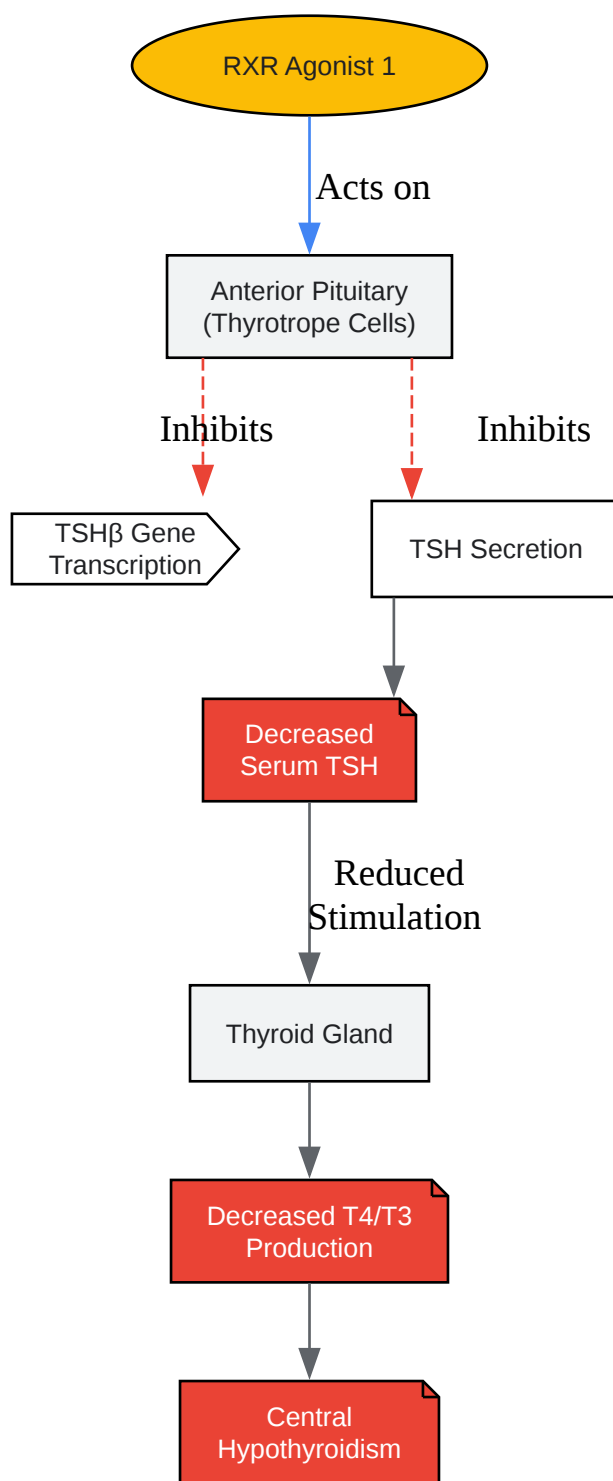 RXR Agonist 1
Acts on
Anterior Pituitary
(Thyrotrope Cells)
Inhibits
Inhibits
TSHβ Gene
Transcription
TSH Secretion
Decreased
Serum TSH
Reduced
Stimulation
Thyroid Gland
Decreased T4/T3
Production
Central
Hypothyroidism